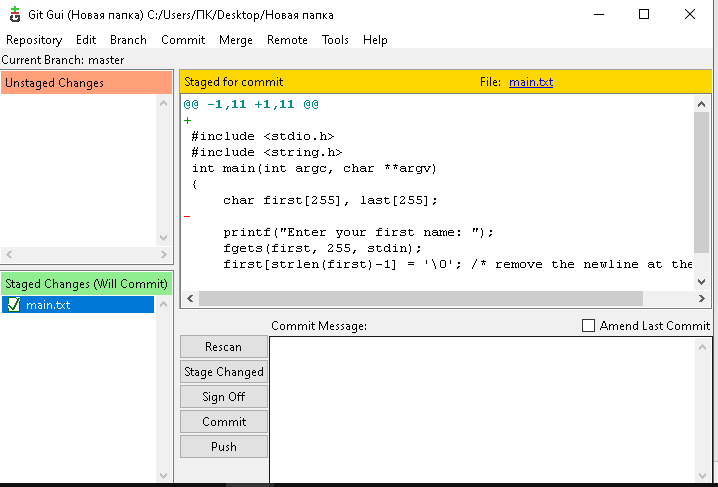 Git Gui (Новая папка) C:/Users/ПК/Desktop/Новая папка
Repository Edit Branch Commit Merge Remote Tools Help
Current Branch: master
Unstaged Changes
Staged for commit File: main.txt
@@ -1,11 +1,11 @@
+
#include <stdio.h>
#include <string.h>
int main(int argc, char **argv)
{
char first[255], last[255];
-
printf("Enter your first name: ");
fgets(first, 255, stdin);
first[strlen(first)-1] = '\0'; /* remove the newline at the
Staged Changes (Will Commit)
main.txt
Commit Message: Amend Last Commit
Rescan
Stage Changed
Sign Off
Commit
Push